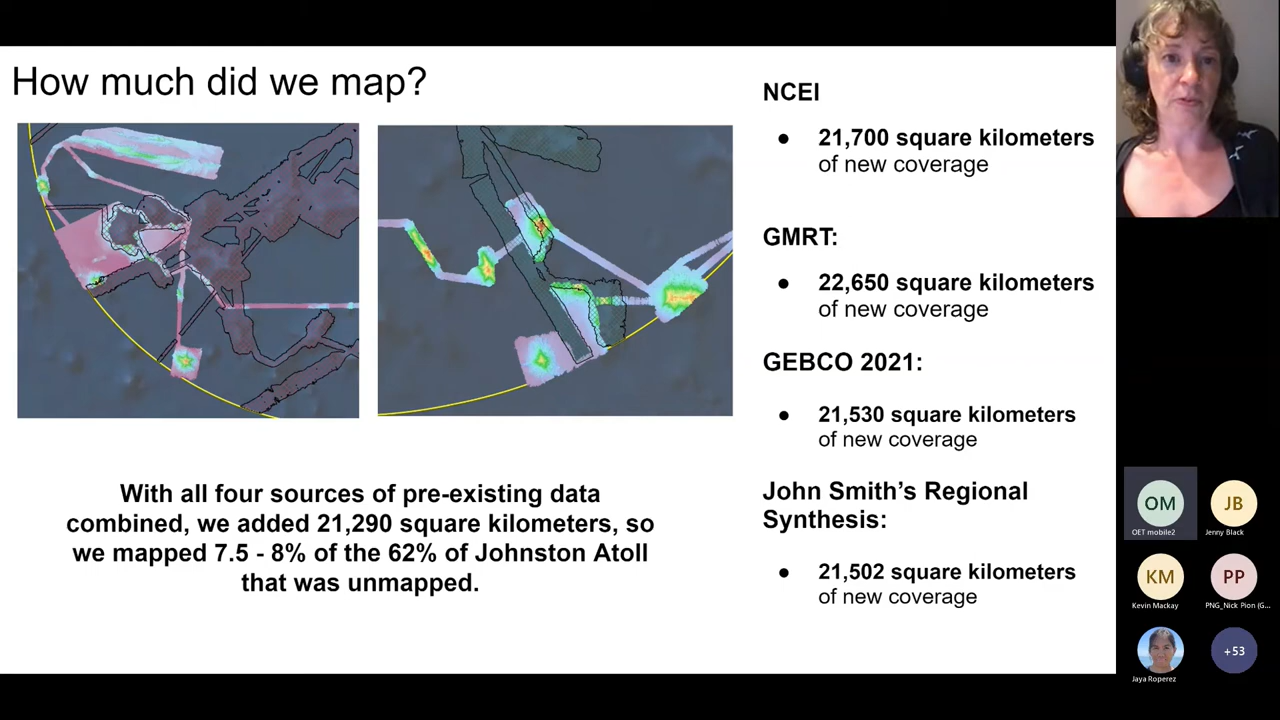 How much did we map?
With all four sources of pre-existing data
combined, we added 21,290 square kilometers, so
we mapped 7.5 - 8% of the 62% of Johnston Atoll
that was unmapped.
NCEI
● 21,700 square kilometers
of new coverage
GMRT:
● 22,650 square kilometers
of new coverage
GEBCO 2021:
● 21,530 square kilometers
of new coverage
John Smith's Regional
Synthesis:
● 21,502 square kilometers
of new coverage
OM
OET mobile2
JB
Jenny Black
KM
Kevin Mackay
PP
PNG_Nick Pion (G...
Jaya Roperez
+53